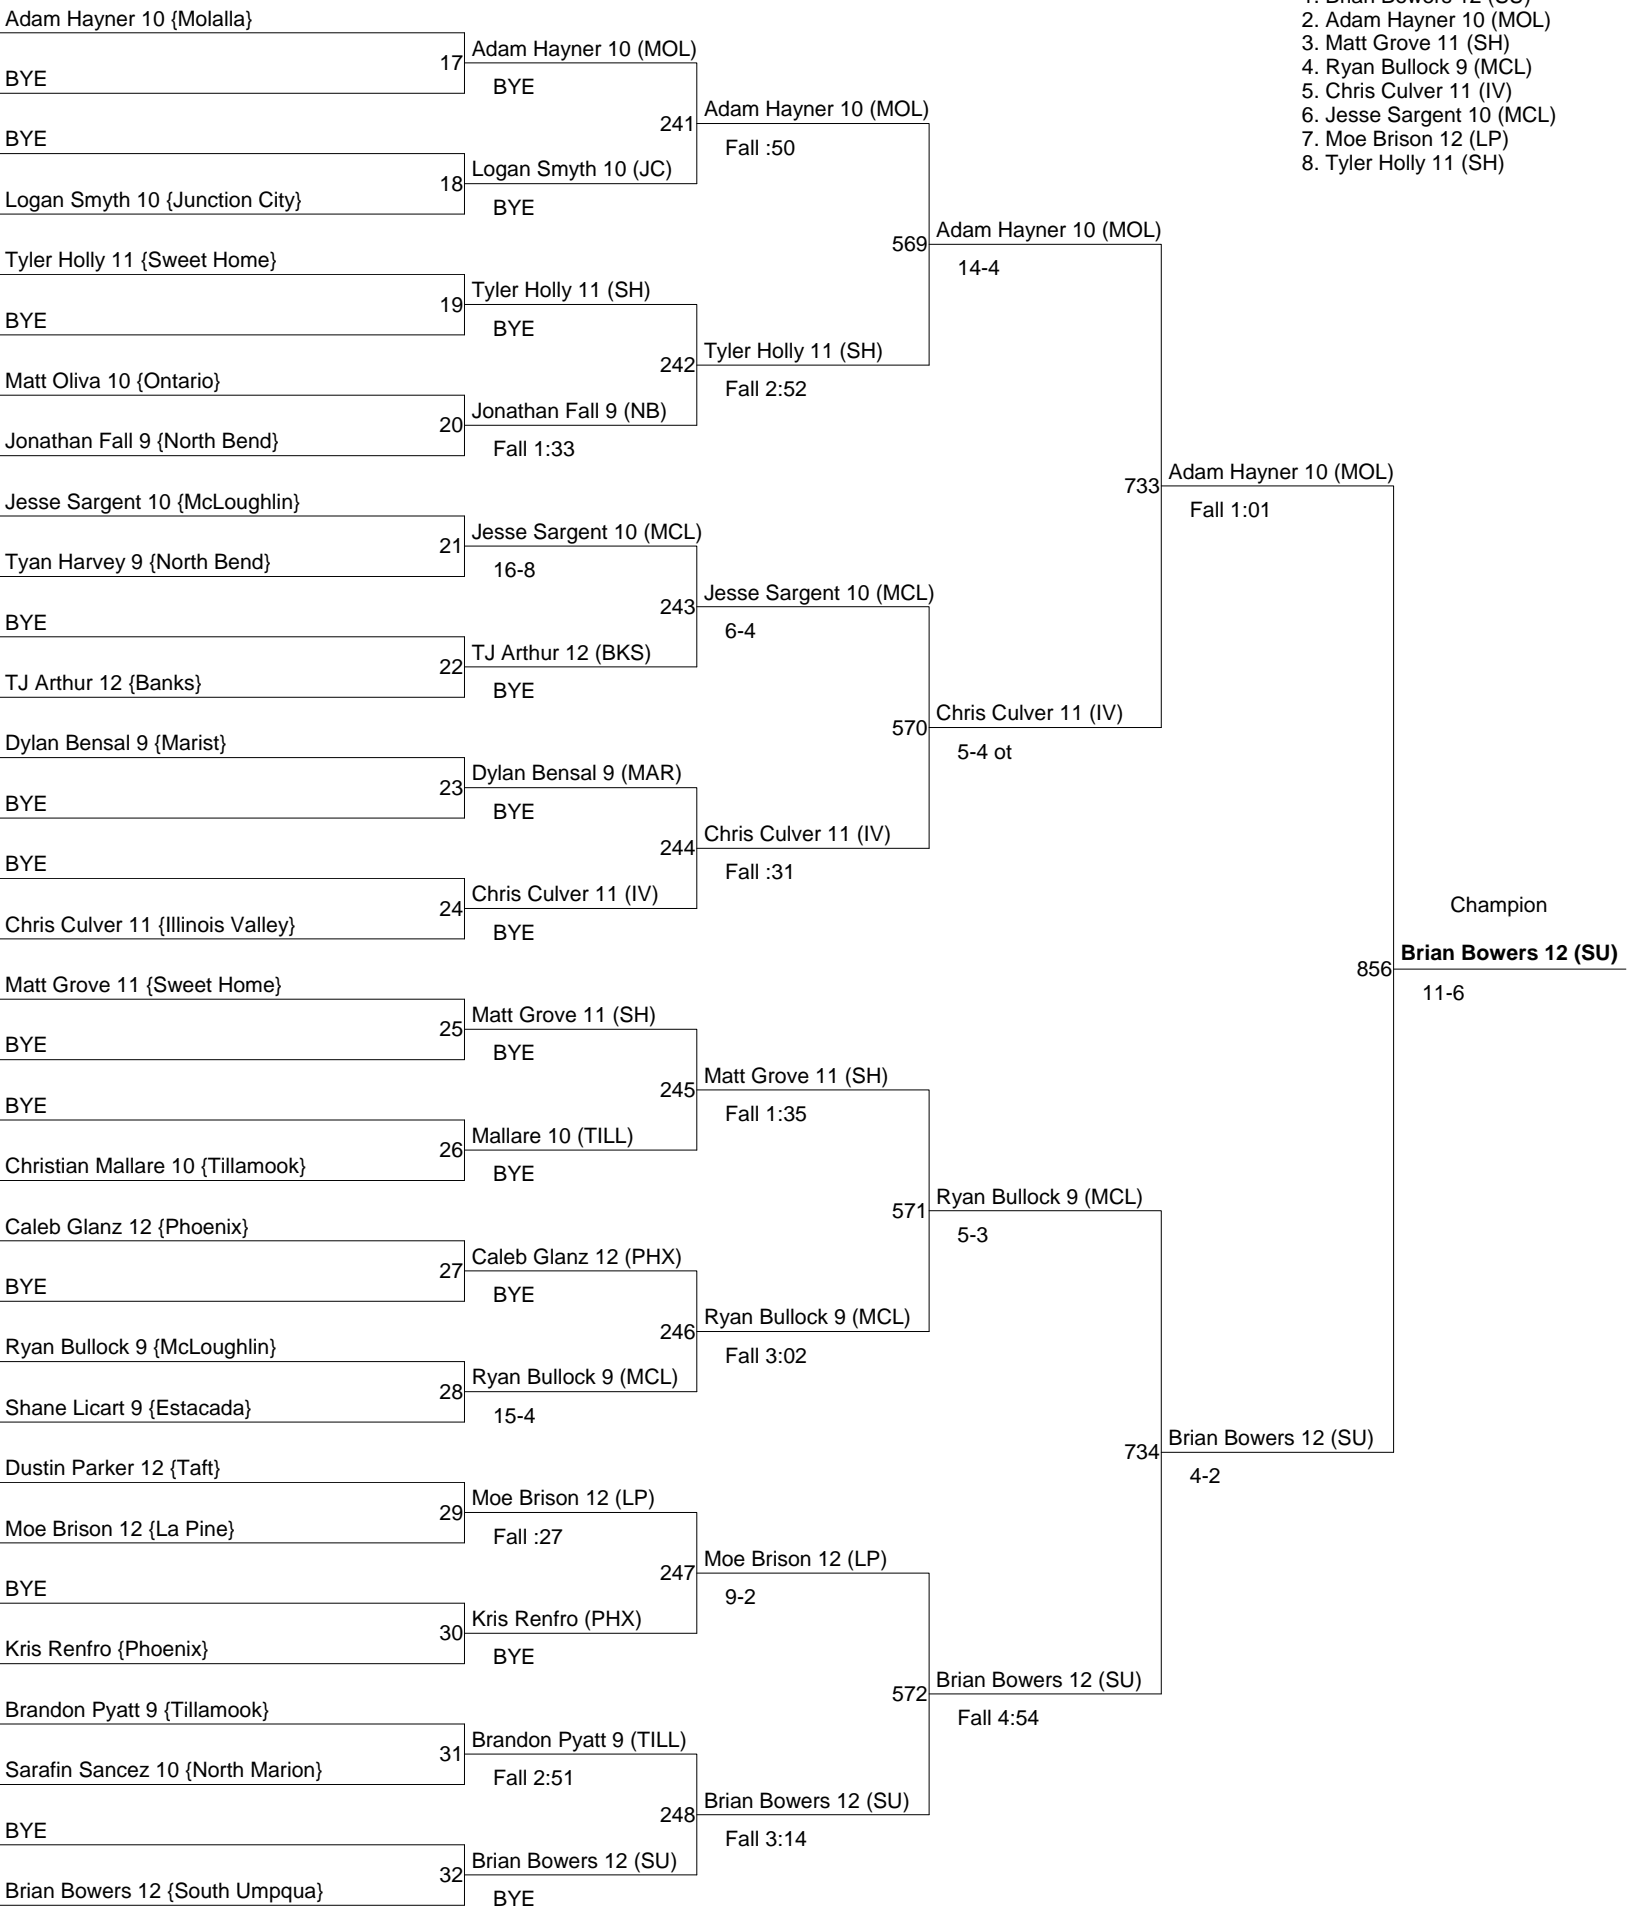 1. Brian Bowers 12 (SU)
2. Adam Hayner 10 (MOL)
3. Matt Grove 11 (SH)
4. Ryan Bullock 9 (MCL)
5. Chris Culver 11 (IV)
6. Jesse Sargent 10 (MCL)
7. Moe Brison 12 (LP)
8. Tyler Holly 11 (SH)
Adam Hayner 10 {Molalla}
BYE
BYE
Logan Smyth 10 {Junction City}
Tyler Holly 11 {Sweet Home}
BYE
Matt Oliva 10 {Ontario}
Jonathan Fall 9 {North Bend}
Jesse Sargent 10 {McLoughlin}
Tyan Harvey 9 {North Bend}
BYE
TJ Arthur 12 {Banks}
Dylan Bensal 9 {Marist}
BYE
BYE
Chris Culver 11 {Illinois Valley}
Matt Grove 11 {Sweet Home}
BYE
BYE
Christian Mallare 10 {Tillamook}
Caleb Glanz 12 {Phoenix}
BYE
Ryan Bullock 9 {McLoughlin}
Shane Licart 9 {Estacada}
Dustin Parker 12 {Taft}
Moe Brison 12 {La Pine}
BYE
Kris Renfro {Phoenix}
Brandon Pyatt 9 {Tillamook}
Sarafin Sancez 10 {North Marion}
BYE
Brian Bowers 12 {South Umpqua}
17 Adam Hayner 10 (MOL)
BYE
18 Logan Smyth 10 (JC)
BYE
19 Tyler Holly 11 (SH)
BYE
20 Jonathan Fall 9 (NB)
Fall 1:33
21 Jesse Sargent 10 (MCL)
16-8
22 TJ Arthur 12 (BKS)
BYE
23 Dylan Bensal 9 (MAR)
BYE
24 Chris Culver 11 (IV)
BYE
25 Matt Grove 11 (SH)
BYE
26 Mallare 10 (TILL)
BYE
27 Caleb Glanz 12 (PHX)
BYE
28 Ryan Bullock 9 (MCL)
15-4
29 Moe Brison 12 (LP)
Fall :27
30 Kris Renfro (PHX)
BYE
31 Brandon Pyatt 9 (TILL)
Fall 2:51
32 Brian Bowers 12 (SU)
BYE
241 Adam Hayner 10 (MOL)
Fall :50
242 Tyler Holly 11 (SH)
Fall 2:52
243 Jesse Sargent 10 (MCL)
6-4
244 Chris Culver 11 (IV)
Fall :31
245 Matt Grove 11 (SH)
Fall 1:35
246 Ryan Bullock 9 (MCL)
Fall 3:02
247 Moe Brison 12 (LP)
9-2
248 Brian Bowers 12 (SU)
Fall 3:14
569 Adam Hayner 10 (MOL)
14-4
570 Chris Culver 11 (IV)
5-4 ot
571 Ryan Bullock 9 (MCL)
5-3
572 Brian Bowers 12 (SU)
Fall 4:54
733 Adam Hayner 10 (MOL)
Fall 1:01
734 Brian Bowers 12 (SU)
4-2
Champion
856 Brian Bowers 12 (SU)
11-6